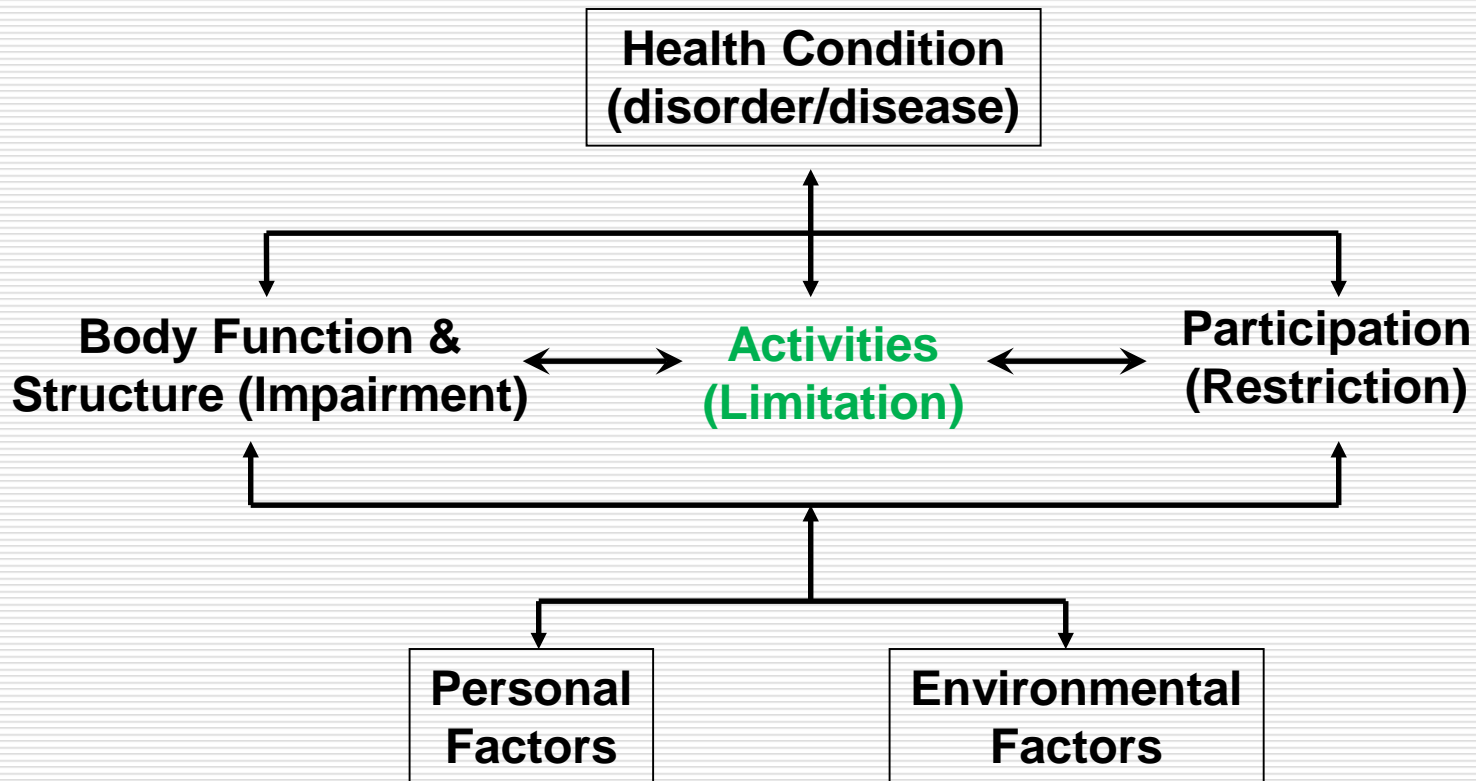 Health Condition
(disorder/disease)
Body Function &
Structure (Impairment)
Activities
(Limitation)
Participation
(Restriction)
Personal
Factors
Environmental
Factors